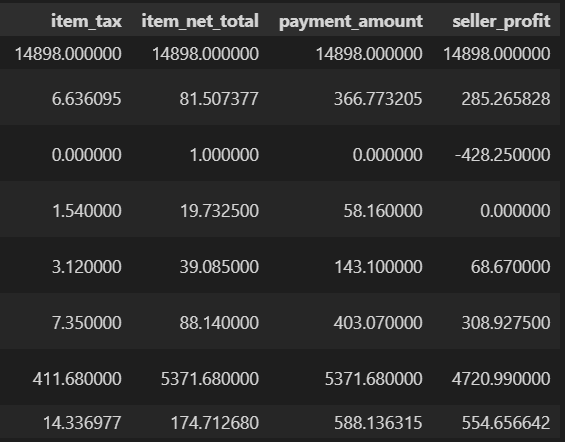 item_tax item_net_total payment_amount seller_profit
14898.000000 14898.000000 14898.000000 14898.000000
6.636095 81.507377 366.773205 285.265828
0.000000 1.000000 0.000000 -428.250000
1.540000 19.732500 58.160000 0.000000
3.120000 39.085000 143.100000 68.670000
7.350000 88.140000 403.070000 308.927500
411.680000 5371.680000 5371.680000 4720.990000
14.336977 174.712680 588.136315 554.656642